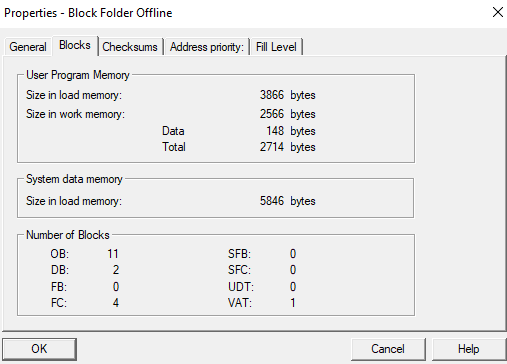 Properties - Block Folder Offline
General Blocks Checksums Address priority: Fill Level
User Program Memory
Size in load memory: 3866 bytes
Size in work memory: 2566 bytes
Data 148 bytes
Total 2714 bytes
System data memory
Size in load memory: 5846 bytes
Number of Blocks
OB: 11 SFB: 0
DB: 2 SFC: 0
FB: 0 UDT: 0
FC: 4 VAT: 1
OK Cancel Help